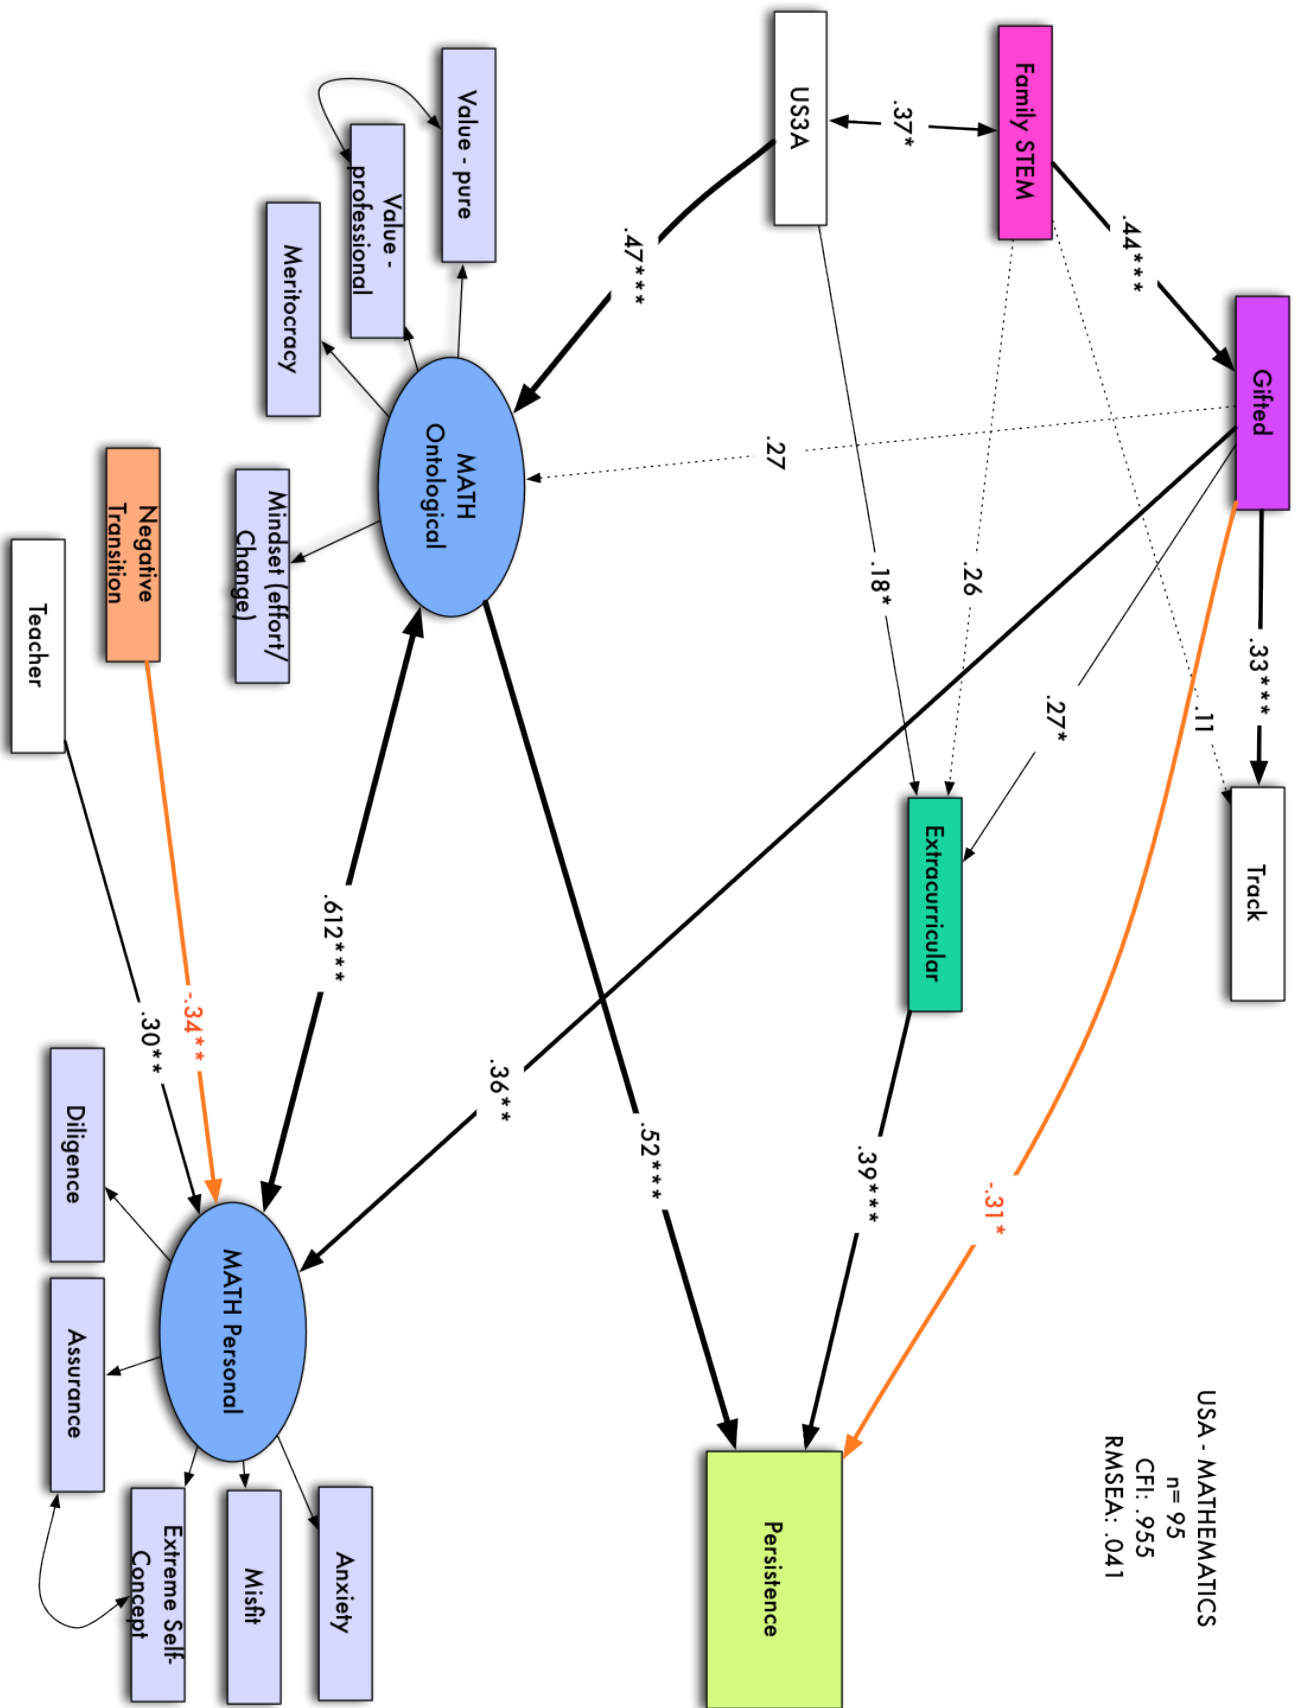 USA - MATHEMATICS
n= 95
CFI: .955
RMSEA: .041
Gifted
.33***
Track
.11
Family STEM
.44***
.27*
.26
-.31*
.37*
US3A
.18*
Extracurricular
.39***
.27
.47***
Persistence
.52***
Value - pure
MATH
Ontological
Value -
professional
Meritocracy
.36**
Mindset (effort/
Change)
.612***
Anxiety
MATH Personal
Misfit
Negative
Transition
-.34**
Extreme Self-
Concept
Teacher
.30**
Diligence
Assurance